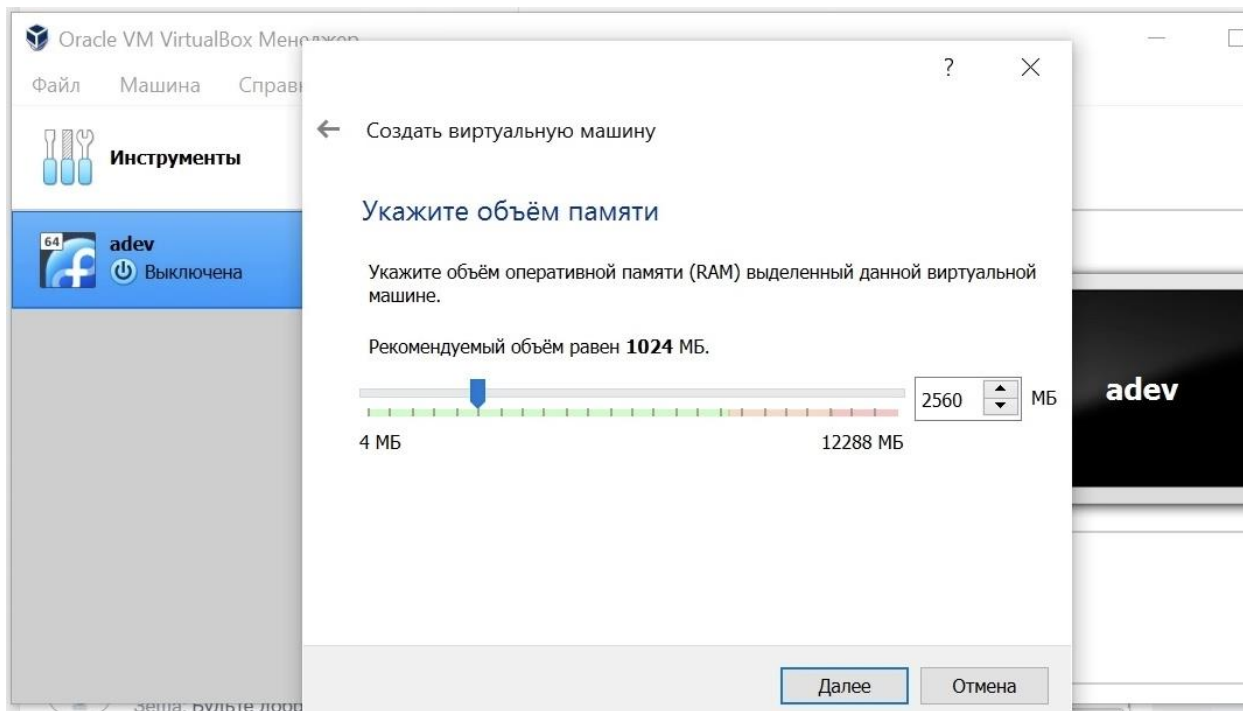 Oracle VM VirtualBox Менеджер
Файл Машина Справ
?
Создать виртуальную машину
Инструменты
Укажите объём памяти
64
adev
Выключена
Укажите объём оперативной памяти (RAM) выделенный данной виртуальной
машине.
Рекомендуемый объём равен 1024 МБ.
2560 МБ
adev
4 МБ 12288 МБ
Далее Отмена